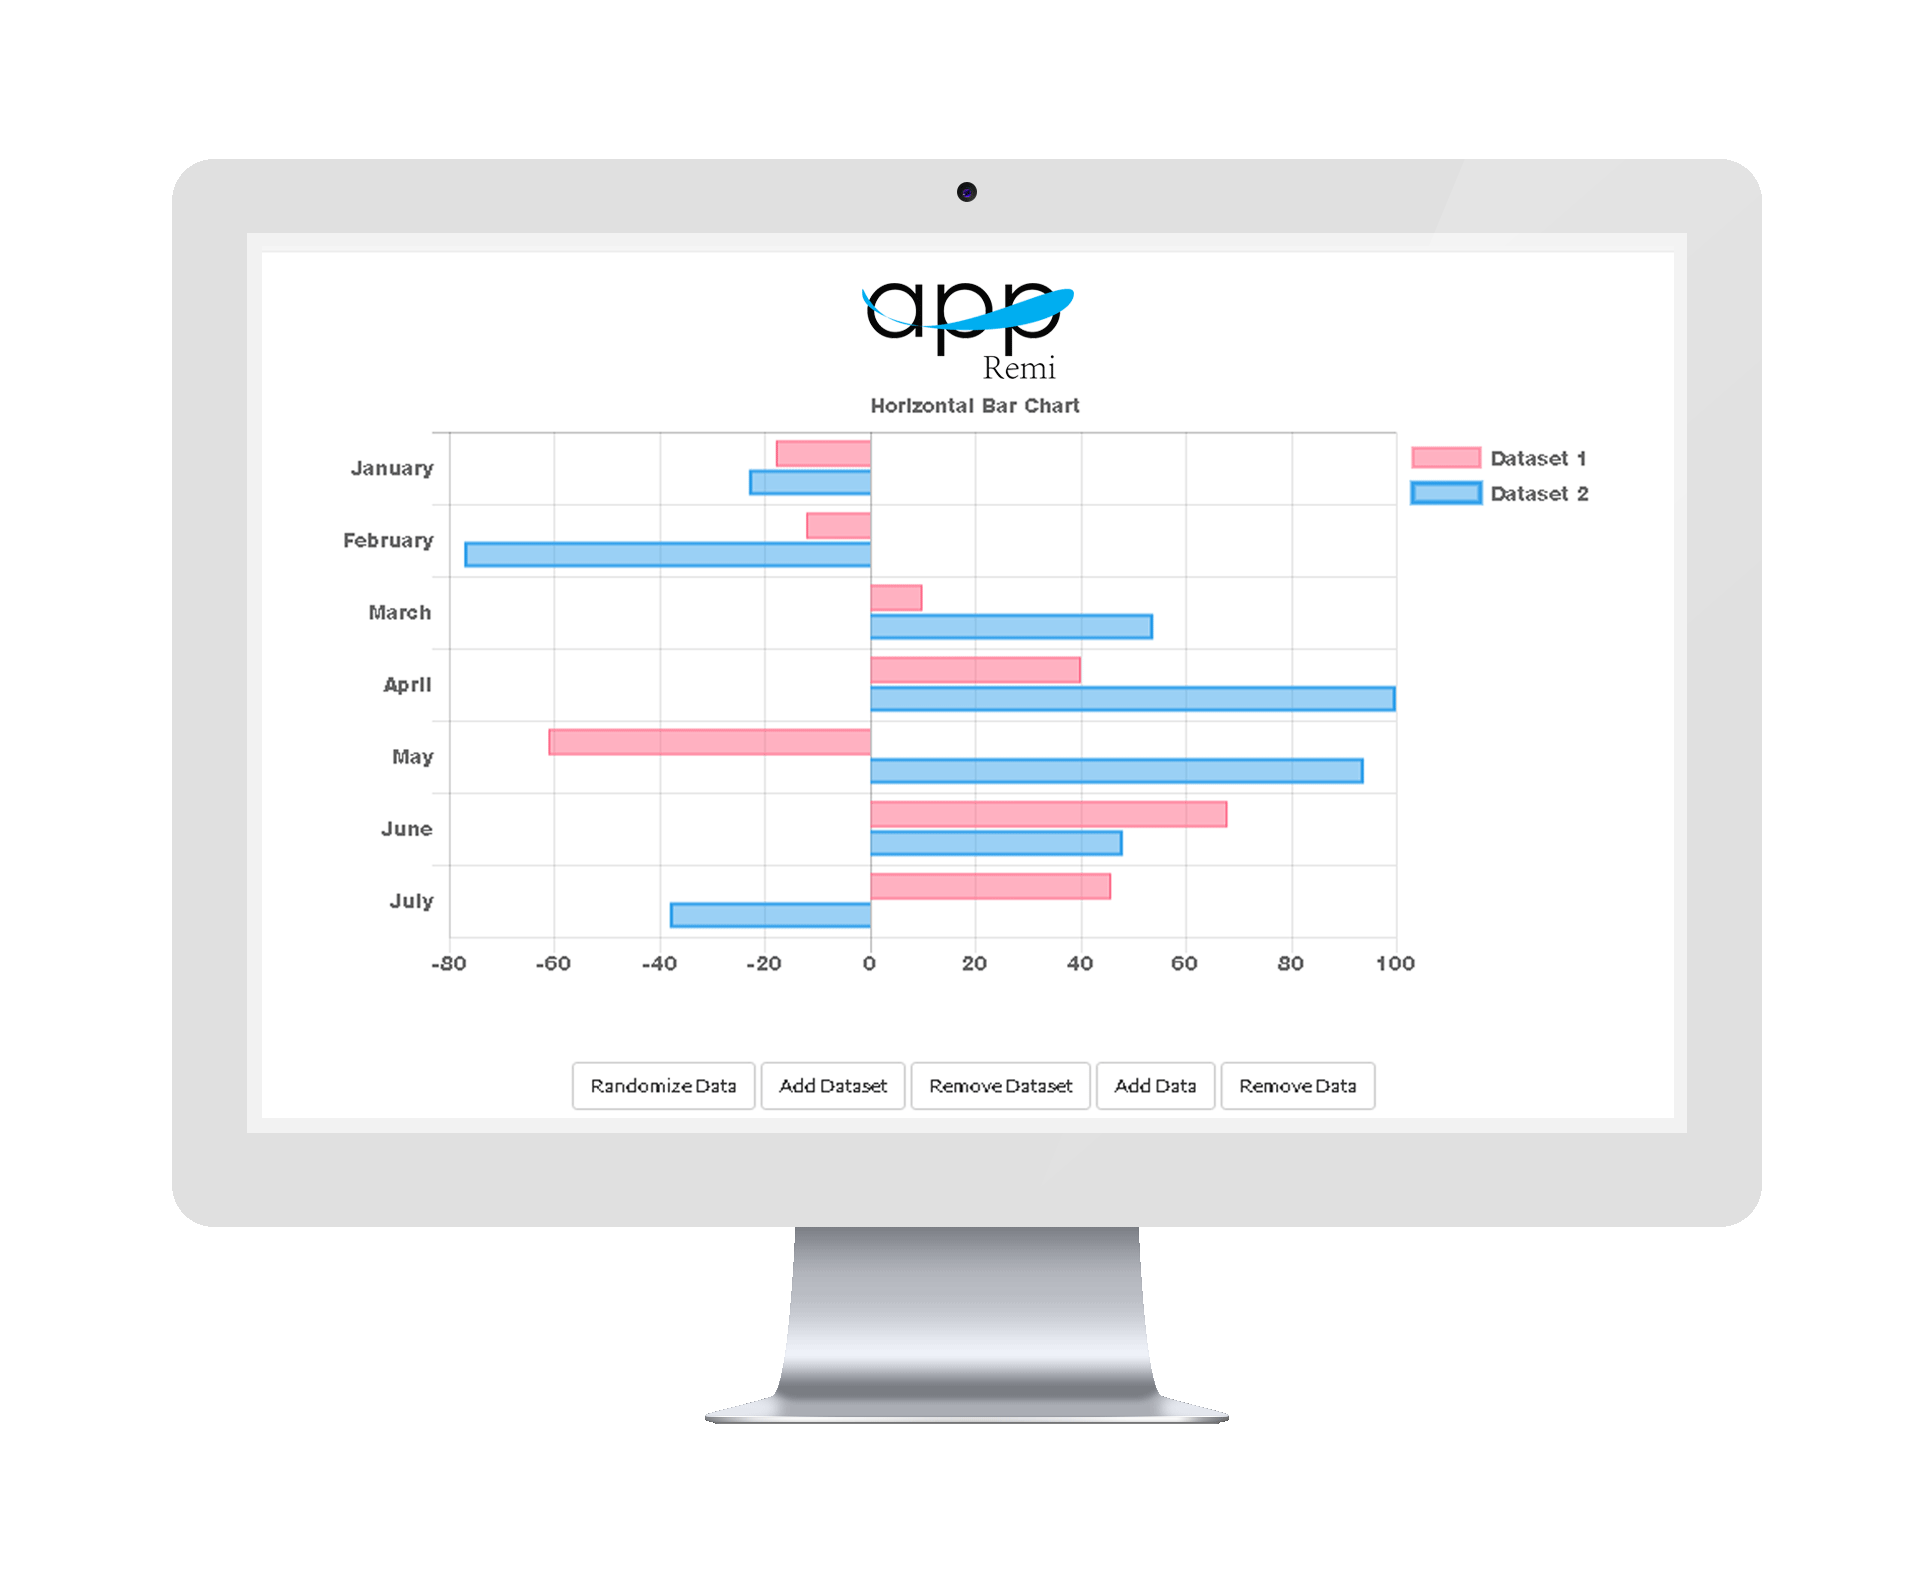 app
Remi
Horizontal Bar Chart
January
February
March
April
May
June
July
Dataset 1
Dataset 2
-80 -60 -40 -20 0 20 40 60 80 100
Randomize Data Add Dataset Remove Dataset Add Data Remove Data